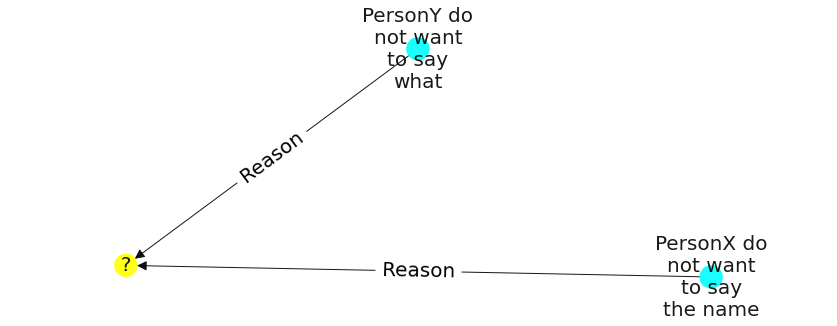 PersonY do
not want
to say
what
Reason
?
Reason
PersonX do
not want
to say
the name